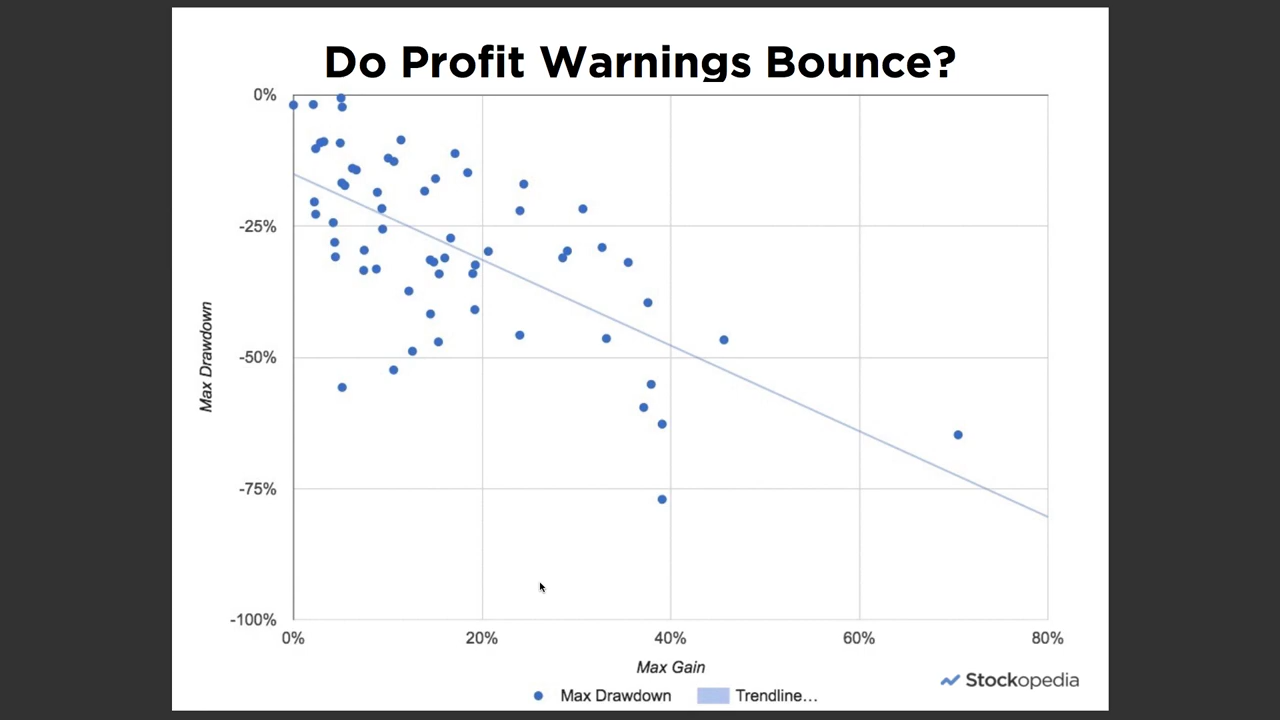 Do Profit Warnings Bounce?
0%
-25%
-50%
-75%
-100%
Max Drawdown
0% 20% 40% 60% 80%
Max Gain
Max Drawdown Trendline...
Stockopedia